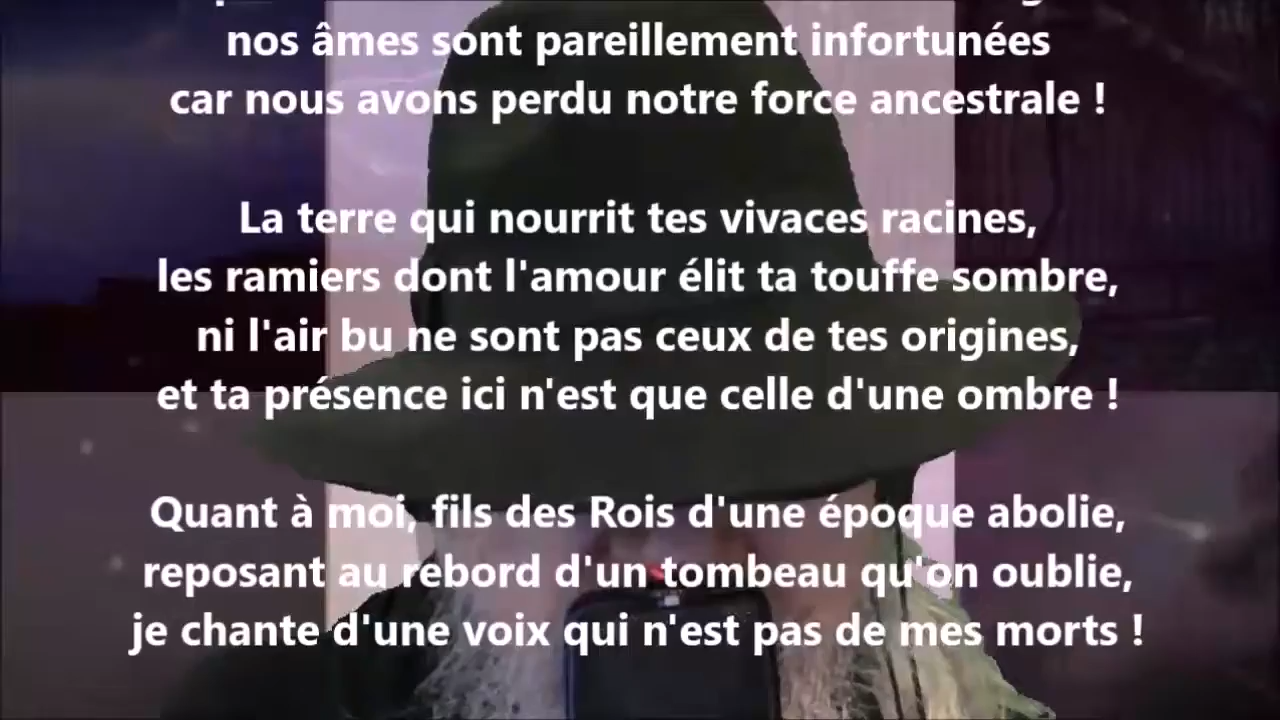 nos âmes sont pareillement infortunées
car nous avons perdu notre force ancestrale !
La terre qui nourrit tes vivaces racines,
les ramiers dont l'amour élit ta touffe sombre,
ni l'air bu ne sont pas ceux de tes origines,
et ta présence ici n'est que celle d'une ombre !
Quant à moi, fils des Rois d'une époque abolie,
reposant au rebord d'un tombeau qu'on oublie,
je chante d'une voix qui n'est pas de mes morts !